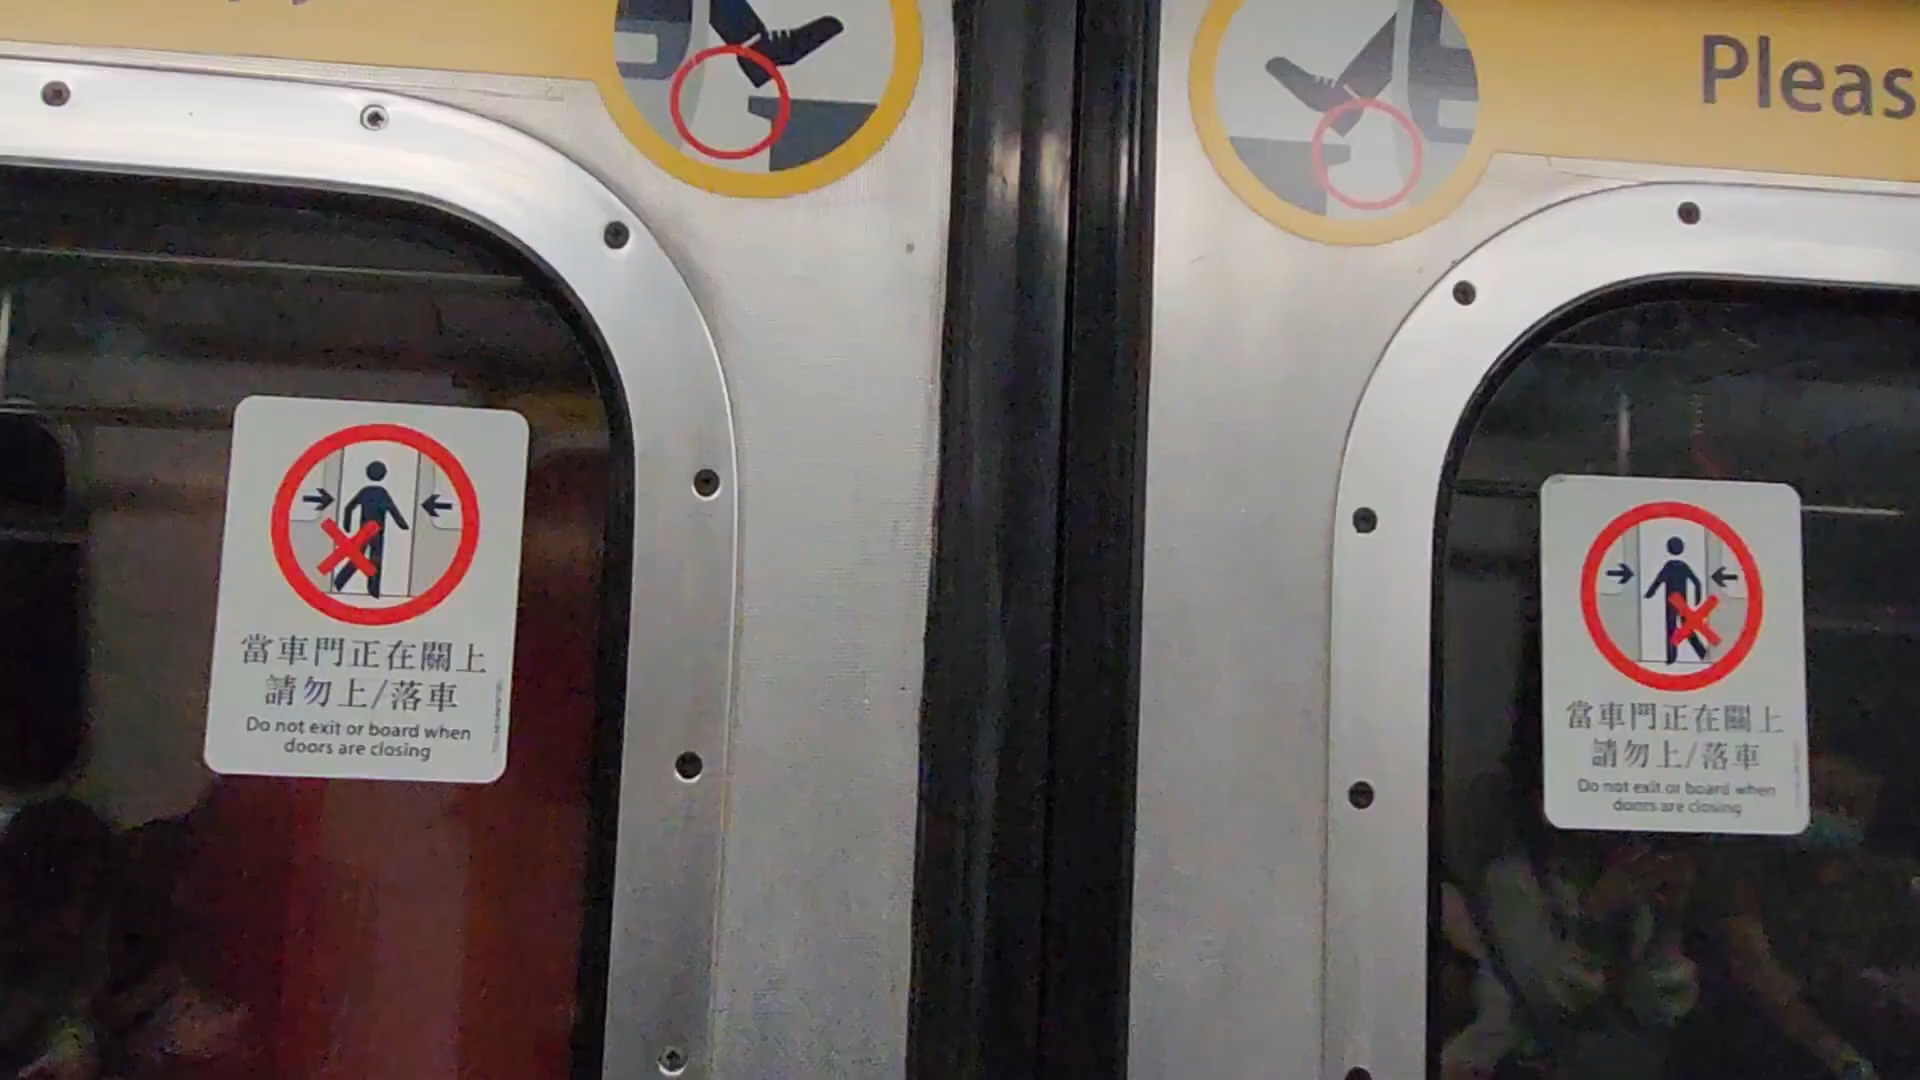 Pleas
當車門正在關上
請勿上/落車
Do not exit or board when
doors are closing
當車門正在關上
請勿上/落車
Do not exit or board when
doors are closing